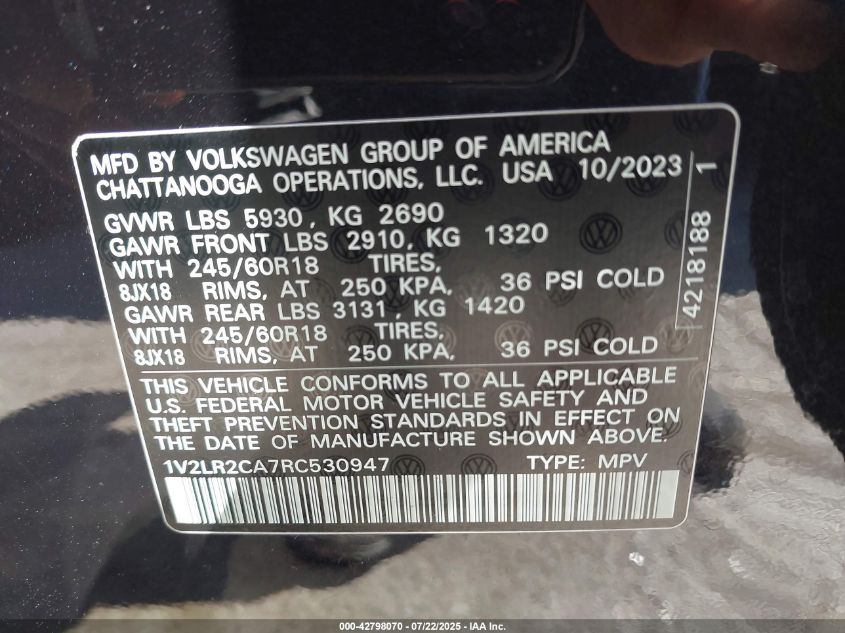 MFD BY VOLKSWAGEN GROUP OF AMERICA
CHATTANOOGA OPERATIONS, LLC. USA 10/2023
GVWR LBS 5930, KG 2690
GAWR FRONT LBS 2910, KG 1320
WITH 245/60R18 TIRES,
8JX18 RIMS, AT 250 KPA, 36 PSI COLD
GAWR REAR LBS 3131, KG 1420
WITH 245/60R18 TIRES,
8JX18 RIMS, AT 250 KPA, 36 PSI COLD
4218188 1
THIS VEHICLE CONFORMS TO ALL APPLICABLE
U.S. FEDERAL MOTOR VEHICLE SAFETY AND
THEFT PREVENTION STANDARDS IN EFFECT ON
THE DATE OF MANUFACTURE SHOWN ABOVE.
1V2LR2CA7RC530947 TYPE: MPV
000-42798070 - 07/22/2025 - IAA Inc.